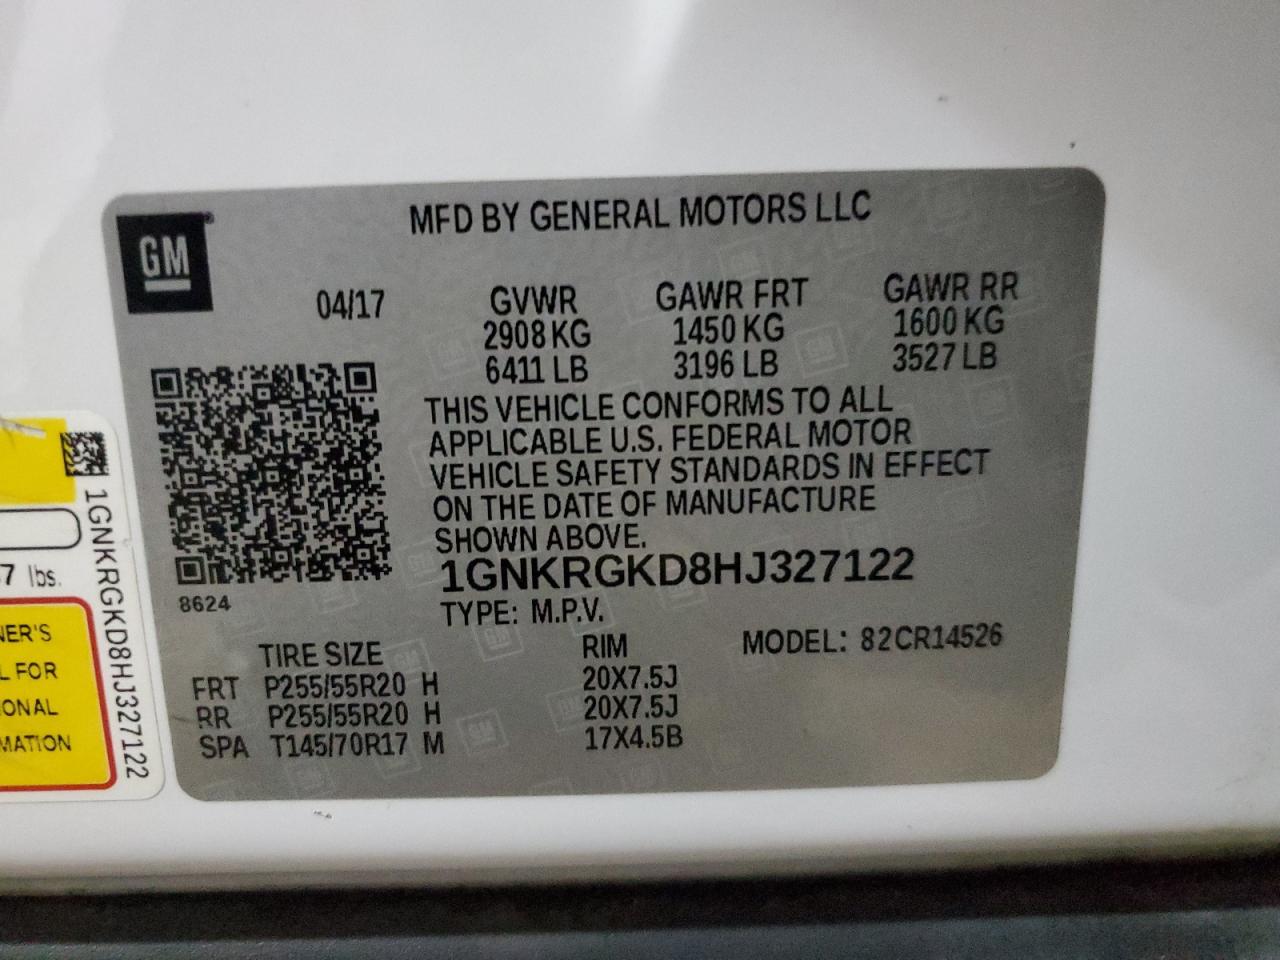 MFD BY GENERAL MOTORS LLC
GM
04/17
GVWR
2908 KG
6411 LB
GAWR FRT
1450 KG
3196 LB
GAWR RR
1600 KG
3527 LB
THIS VEHICLE CONFORMS TO ALL
APPLICABLE U.S. FEDERAL MOTOR
VEHICLE SAFETY STANDARDS IN EFFECT
ON THE DATE OF MANUFACTURE
SHOWN ABOVE.
1GNKRGKD8HJ327122
8624
TYPE: M.P.V.
MODEL: 82CR14526
TIRE SIZE RIM
FRT P255/55R20 H 20X7.5J
RR P255/55R20 H 20X7.5J
SPA T145/70R17 M 17X4.5B
1GNKRGKD8HJ327122
7 lbs.
NER'S
L FOR
IONAL
MATION